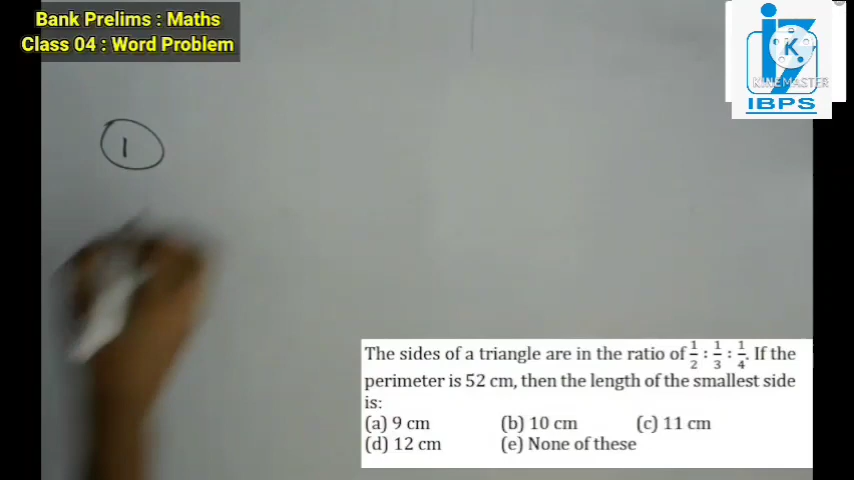 Bank Prelims : Maths
Class 04 : Word Problem
K
KINEMASTER
IBPS
1
The sides of a triangle are in the ratio of 1/2 : 1/3 : 1/4. If the
perimeter is 52 cm, then the length of the smallest side
is:
(a) 9 cm (b) 10 cm (c) 11 cm
(d) 12 cm (e) None of these